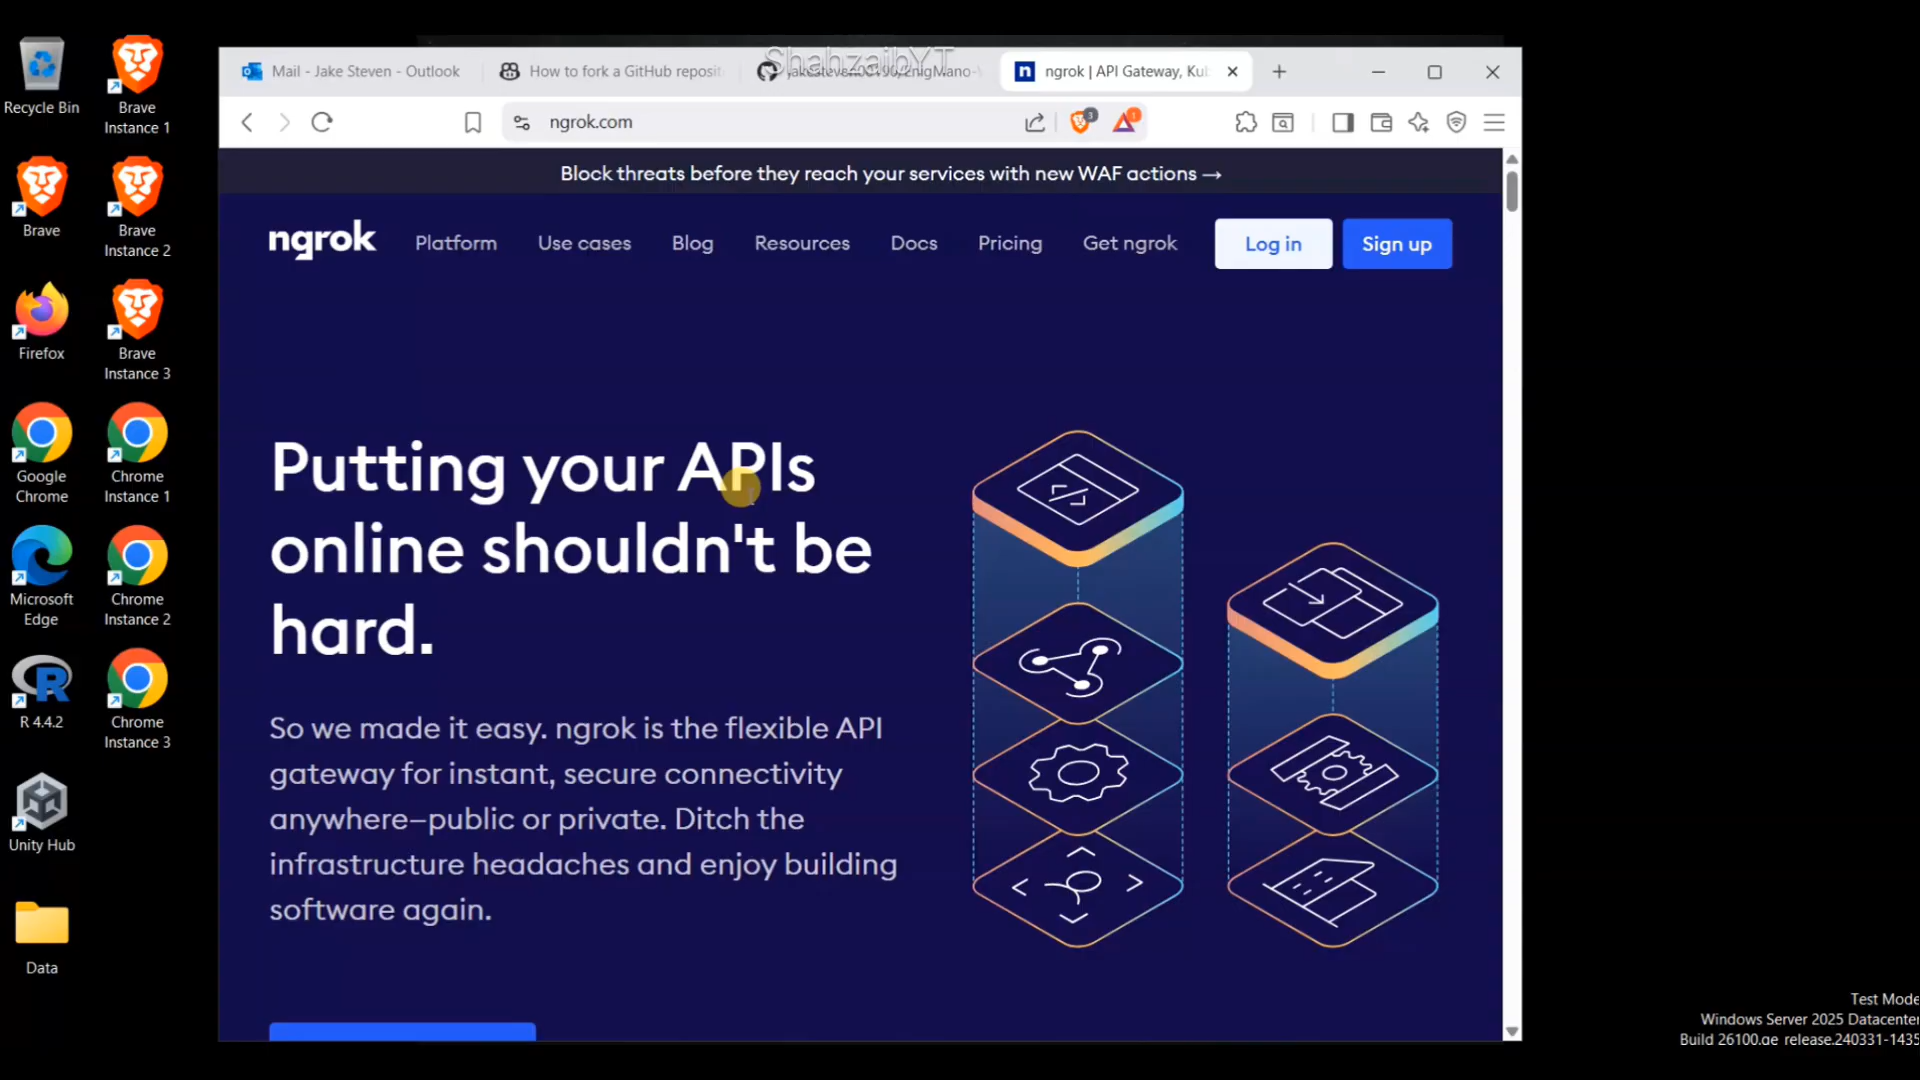 ShahzaibYT
Mail - Jake Steven - Outlook
How to fork a GitHub reposit
ngrok | API Gateway, Kub
ngrok.com
Block threats before they reach your services with new WAF actions →
ngrok
Platform
Use cases
Blog
Resources
Docs
Pricing
Get ngrok
Log in
Sign up
Putting your APIs
online shouldn't be
hard.
So we made it easy. ngrok is the flexible API
gateway for instant, secure connectivity
anywhere—public or private. Ditch the
infrastructure headaches and enjoy building
software again.
Recycle Bin
Brave
Instance 1
Brave
Brave
Instance 2
Firefox
Brave
Instance 3
Google
Chrome
Chrome
Instance 1
Microsoft
Edge
Chrome
Instance 2
R 4.4.2
Chrome
Instance 3
Unity Hub
Data
Test Mode
Windows Server 2025 Datacenter
Build 26100.ge_release.240331-1435